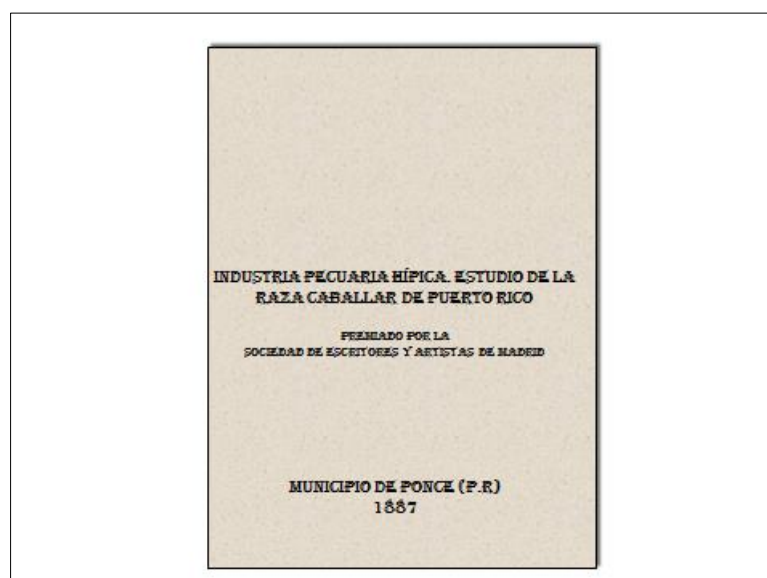 INDUSTRIA PECUARIA HÍPICA. ESTUDIO DE LA
RAZA CABALLAR DE PUERTO RICO
PREMIADO POR LA
SOCIEDAD DE ESCRITORES Y ARTISTAS DE MADRID
MUNICIPIO DE PONCE (P.R)
1887